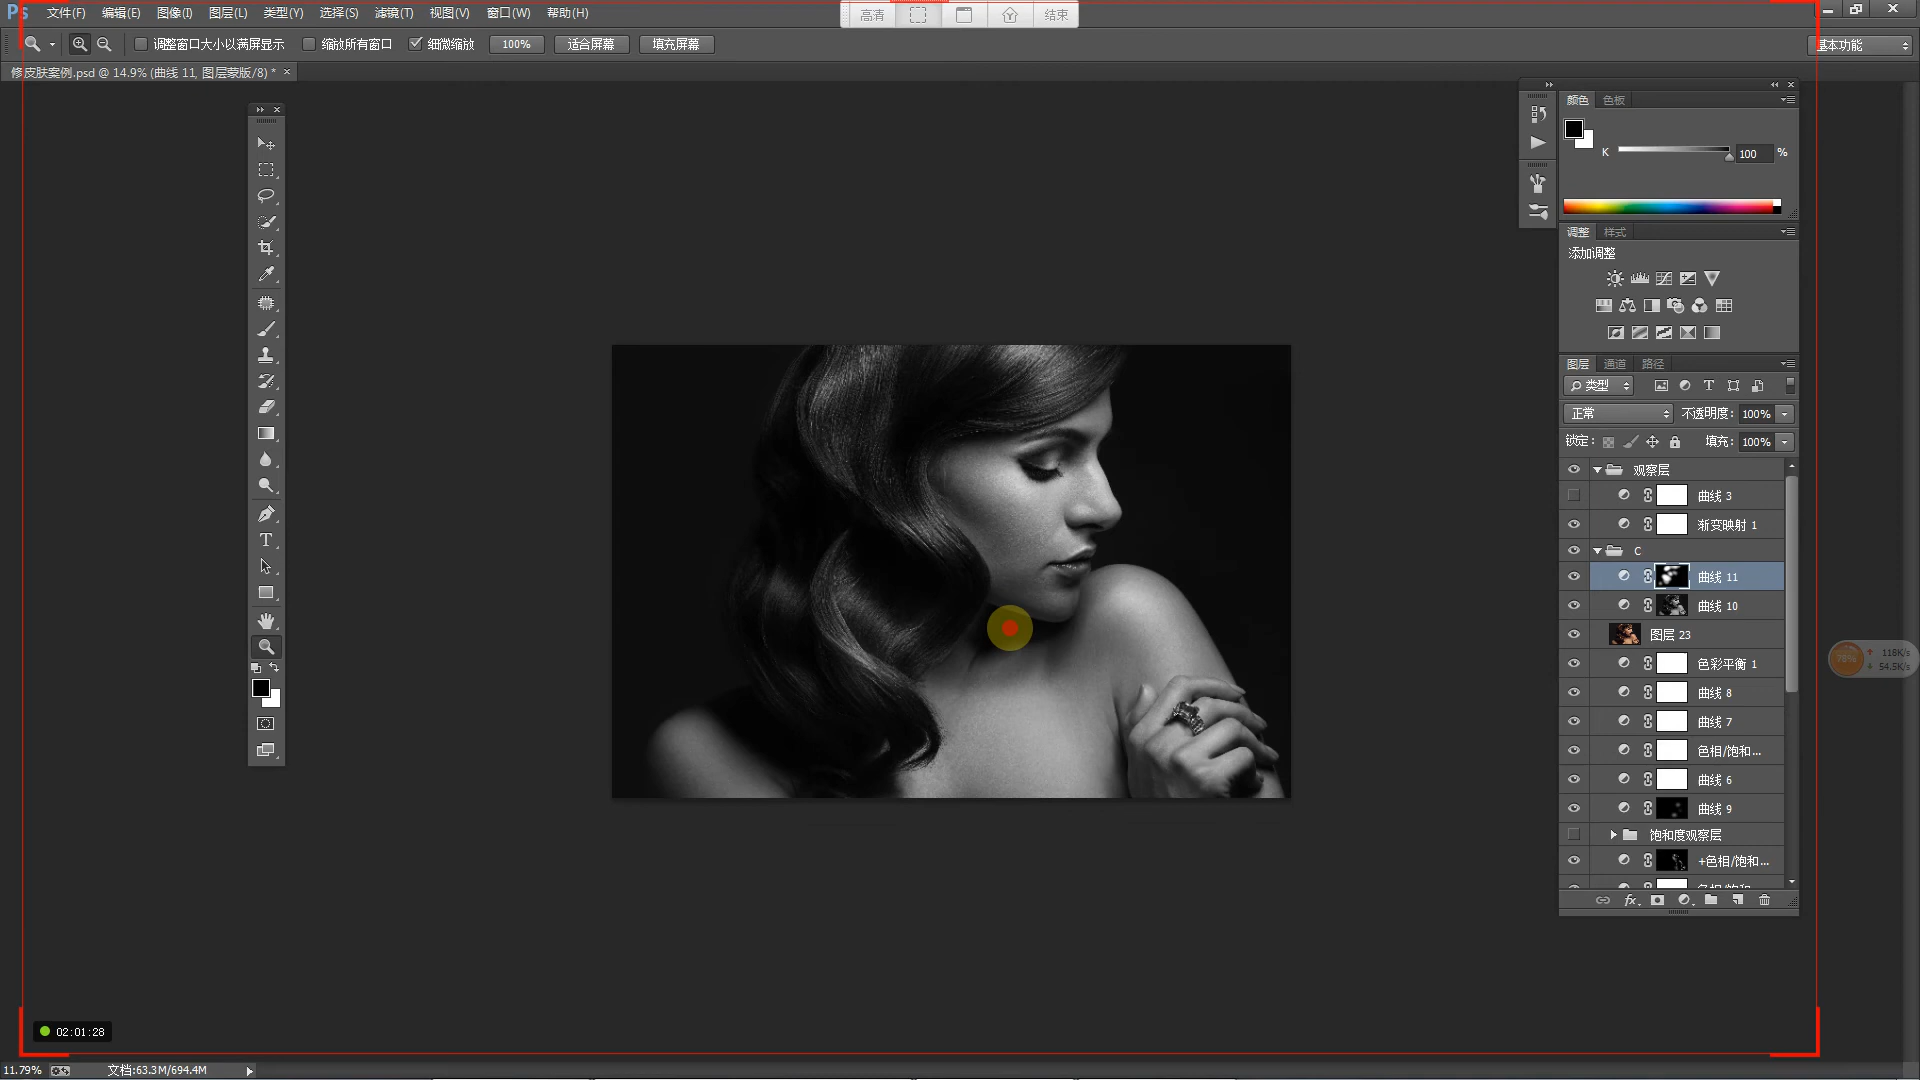 Ps 文件(F) 编辑(E) 图像(I) 图层(L) 类型(Y) 选择(S) 滤镜(T) 视图(V) 窗口(W) 帮助(H)
高清 结束
调整窗口大小以满屏显示 缩放所有窗口 细微缩放 100% 适合屏幕 填充屏幕
基本功能
修皮肤案例.psd @ 14.9% (曲线 11, 图层蒙版/8) * ×
颜色 色板
K 100 %
调整 样式
添加调整
图层 通道 路径
类型
正常 不透明度: 100%
锁定: 填充: 100%
观察层
曲线 3
渐变映射 1
C
曲线 11
曲线 10
图层 23
色彩平衡 1
曲线 8
曲线 7
色相/饱和...
曲线 6
曲线 9
饱和度观察层
+色相/饱和...
fx
78% 118K/s
54.5K/s
02:01:28
11.79% 文档:63.3M/694.4M